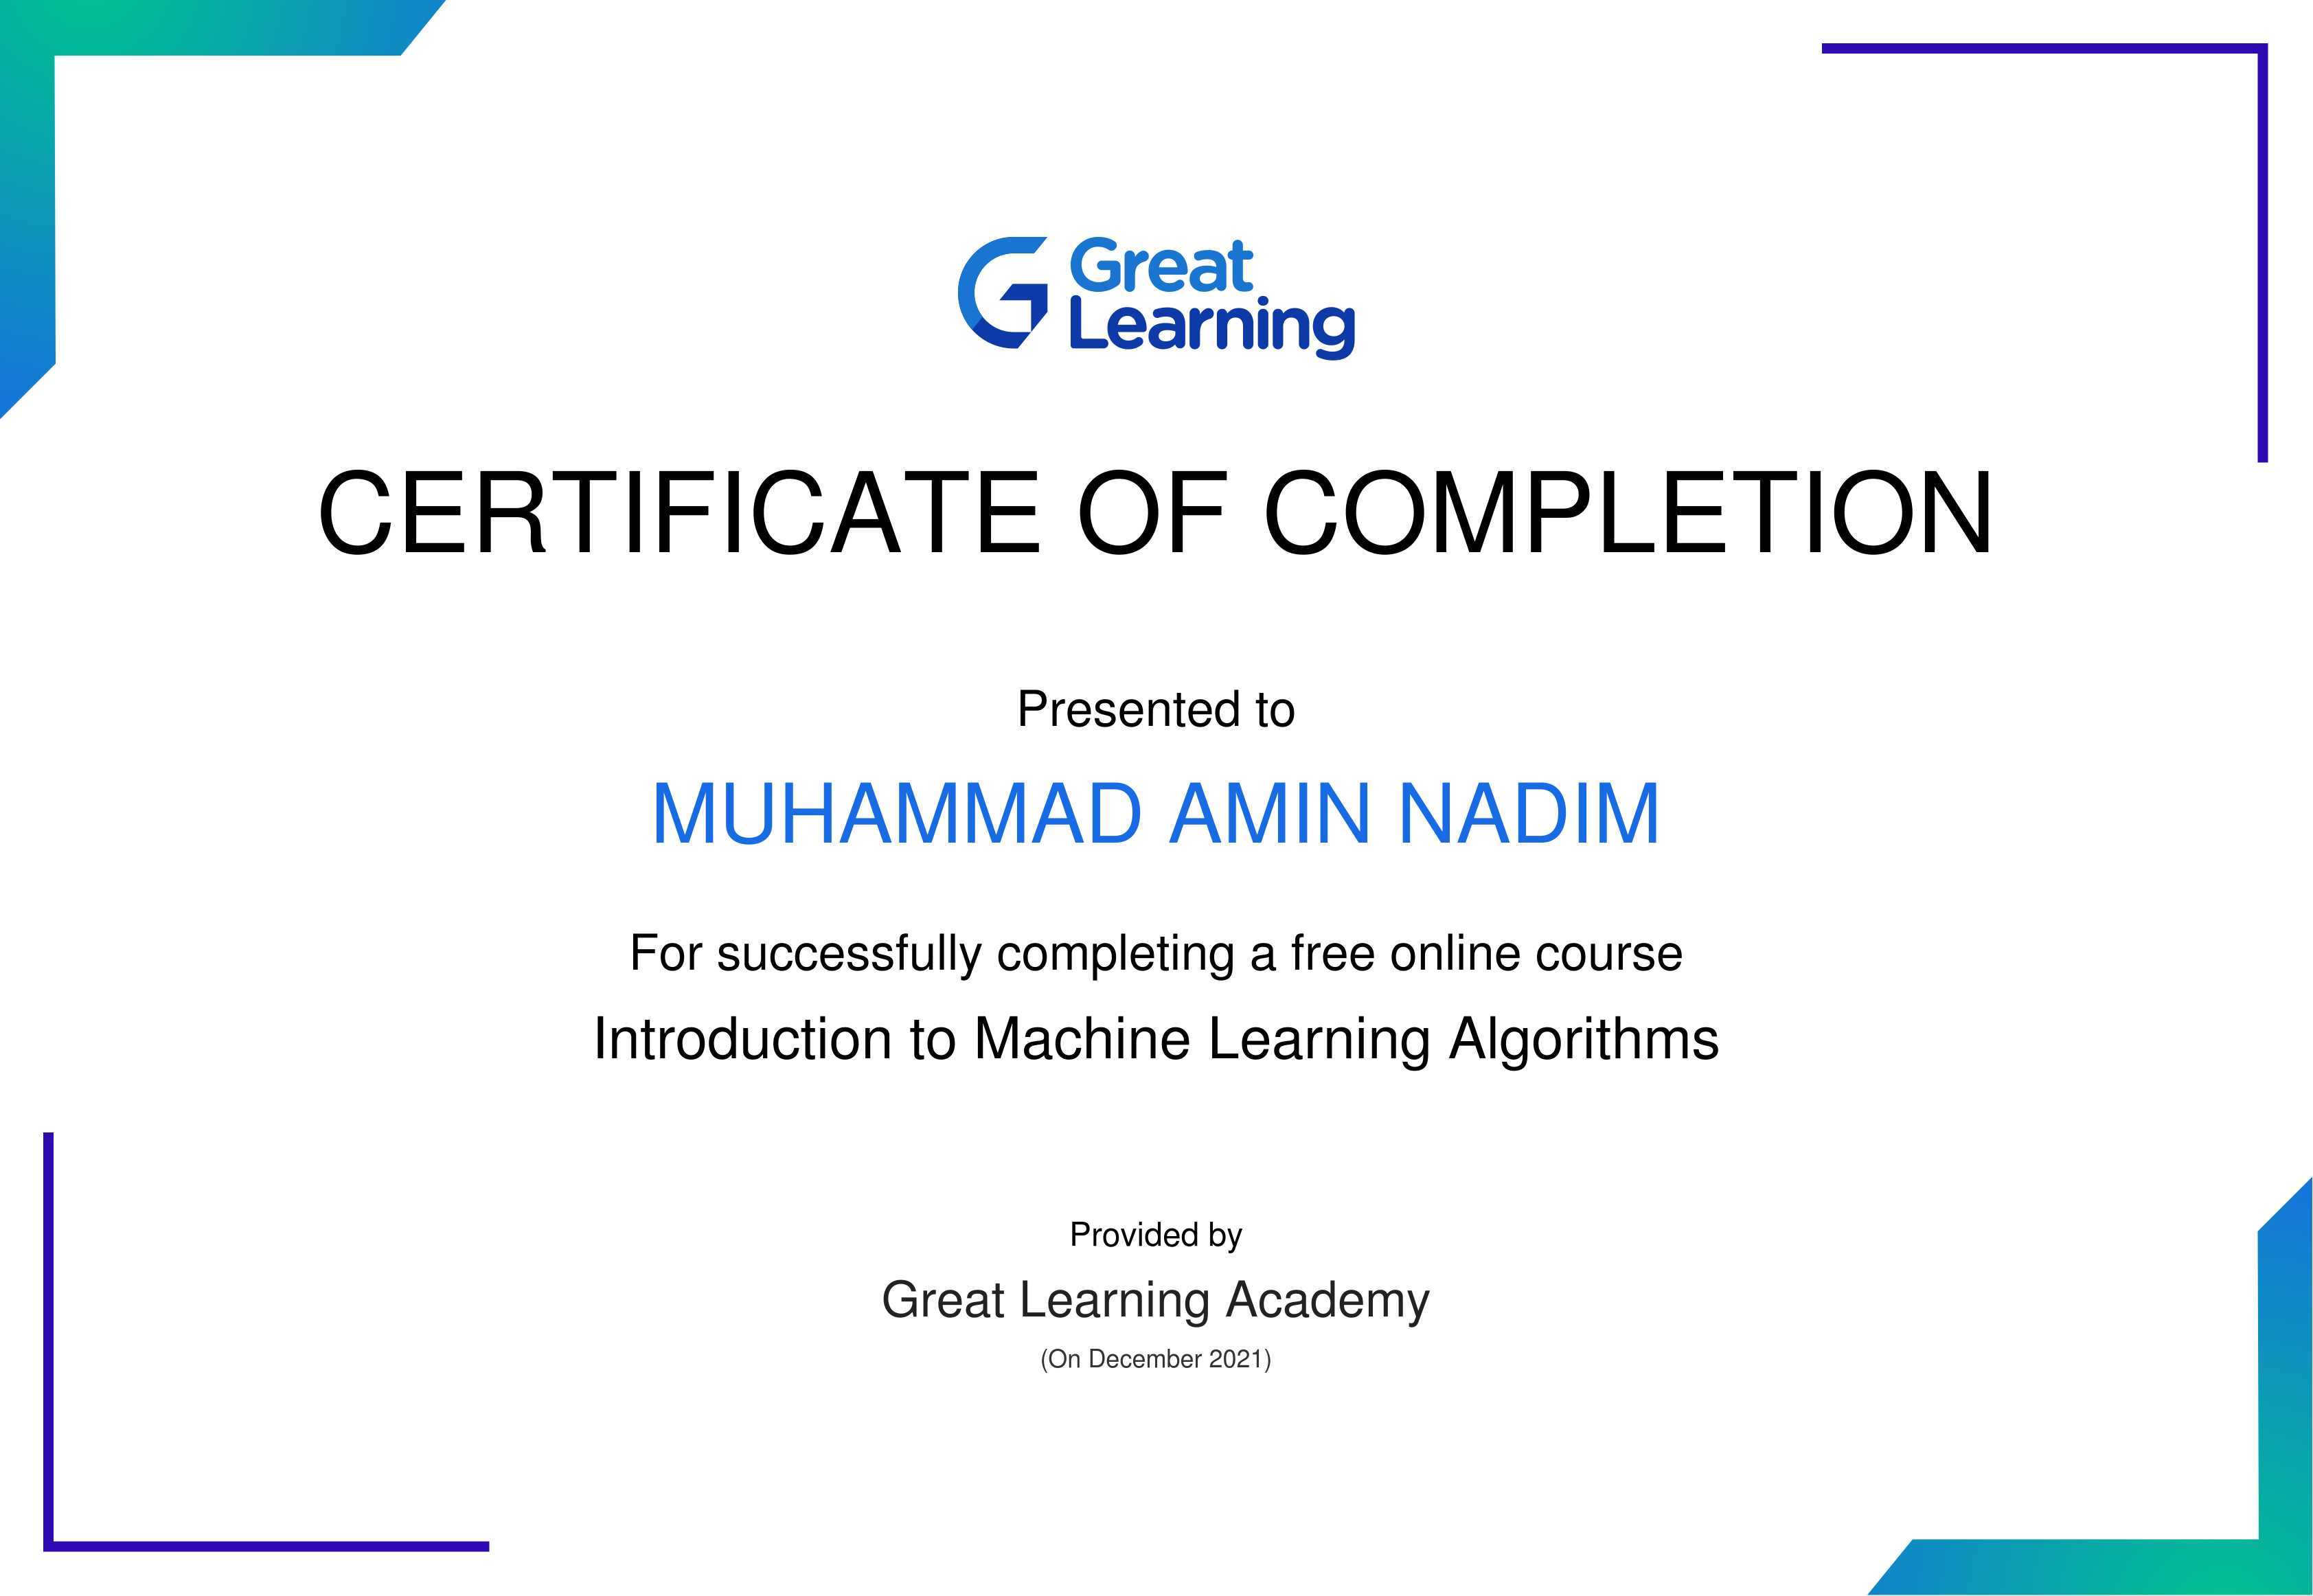 Great
Learning
CERTIFICATE OF COMPLETION
Presented to
MUHAMMAD AMIN NADIM
For successfully completing a free online course
Introduction to Machine Learning Algorithms
Provided by
Great Learning Academy
(On December 2021)